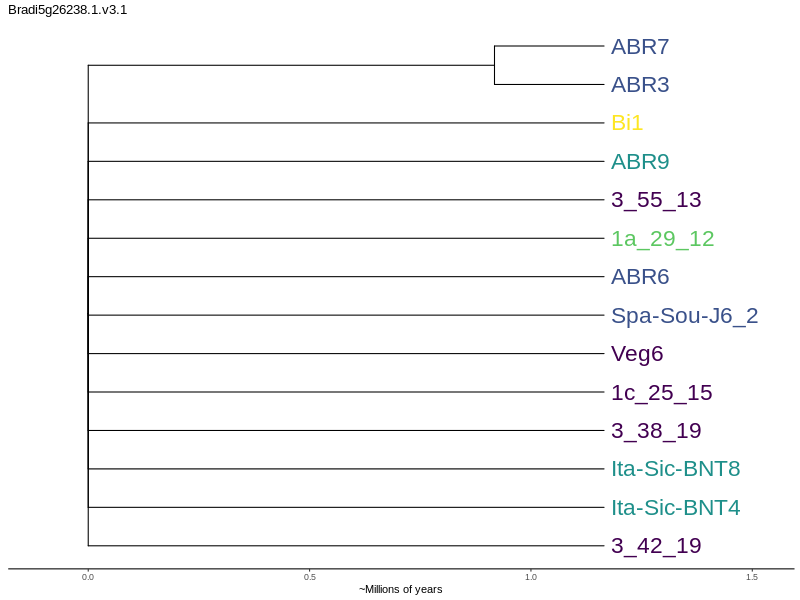 Bradi5g26238.1.v3.1
ABR7
ABR3
Bi1
ABR9
3_55_13
1a_29_12
ABR6
Spa-Sou-J6_2
Veg6
1c_25_15
3_38_19
Ita-Sic-BNT8
Ita-Sic-BNT4
3_42_19
0.0 0.5 1.0 1.5
~Millions of years